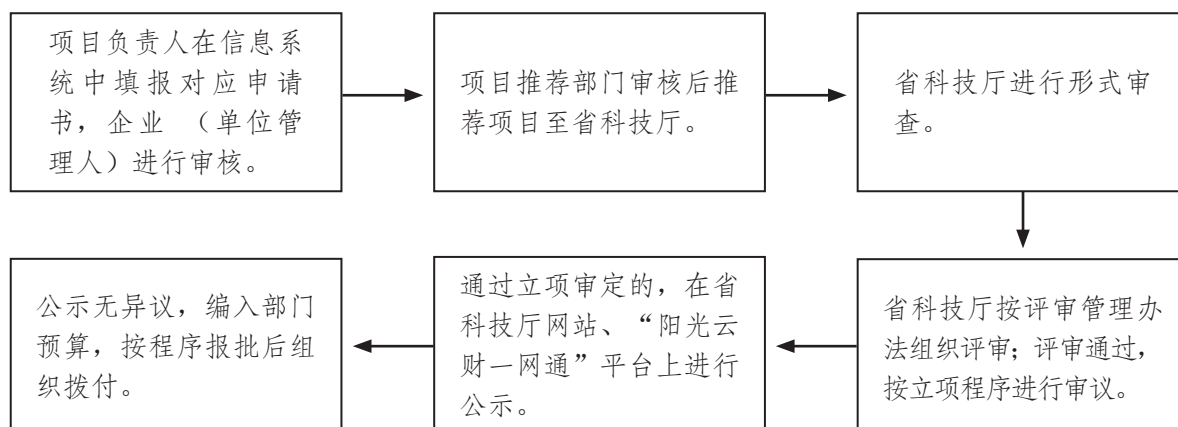 项目负责人在信息系
统中填报对应申请
书，企业 （单位管
理人）进行审核。
项目推荐部门审核后推
荐项目至省科技厅。
省科技厅进行形式审
查。
省科技厅按评审管理办
法组织评审；评审通过，
按立项程序进行审议。
通过立项审定的，在省
科技厅网站、“阳光云
财一网通”平台上进行
公示。
公示无异议，编入部门
预算，按程序报批后组
织拨付。